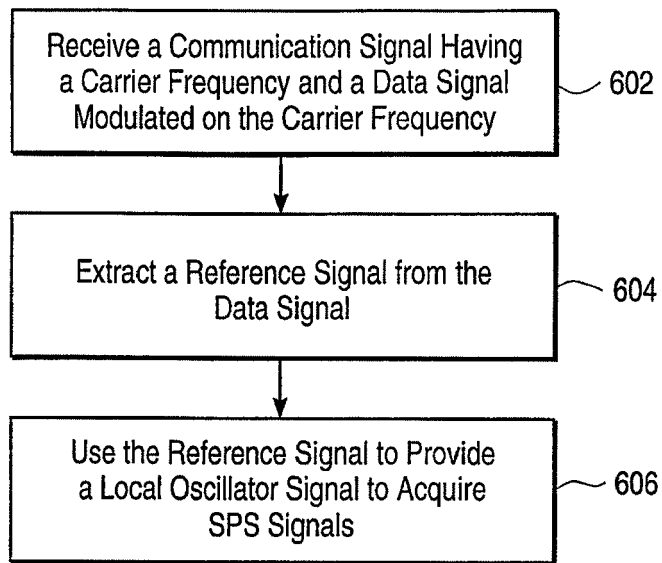 Receive a Communication Signal Having
a Carrier Frequency and a Data Signal
Modulated on the Carrier Frequency
602
Extract a Reference Signal from the
Data Signal
604
Use the Reference Signal to Provide
a Local Oscillator Signal to Acquire
SPS Signals
606